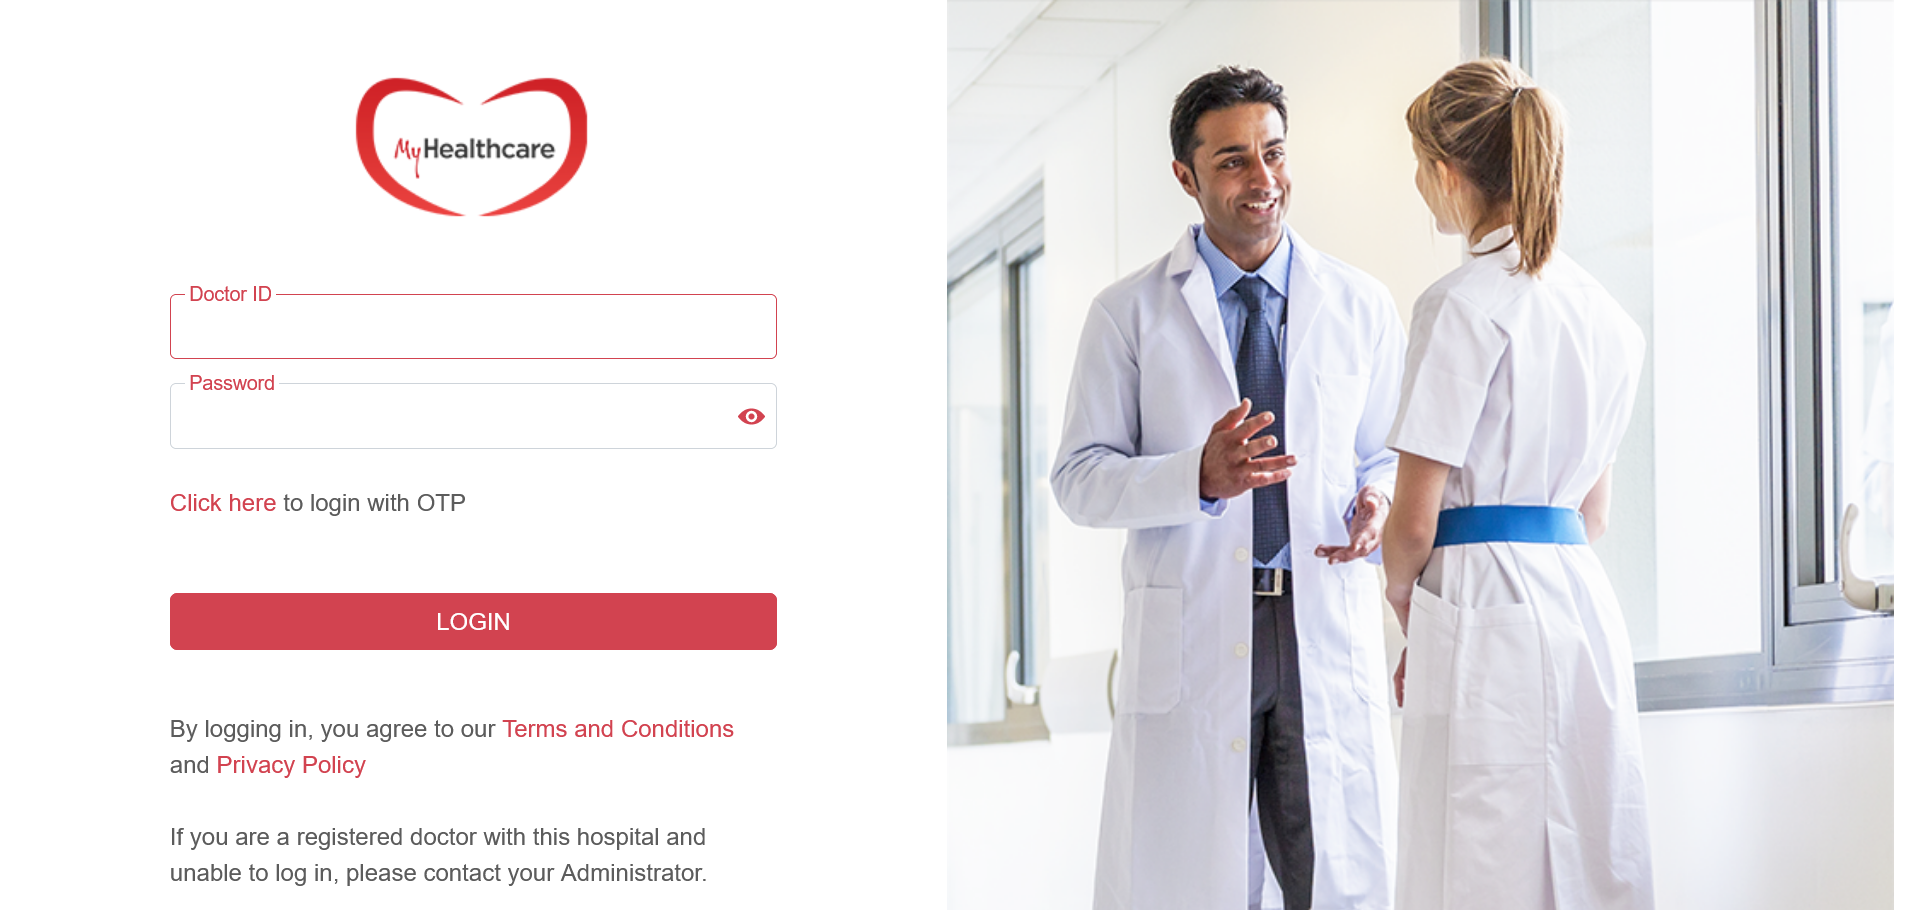 MyHealthcare
Doctor ID
Password
Click here to login with OTP
LOGIN
By logging in, you agree to our Terms and Conditions
and Privacy Policy
If you are a registered doctor with this hospital and
unable to log in, please contact your Administrator.